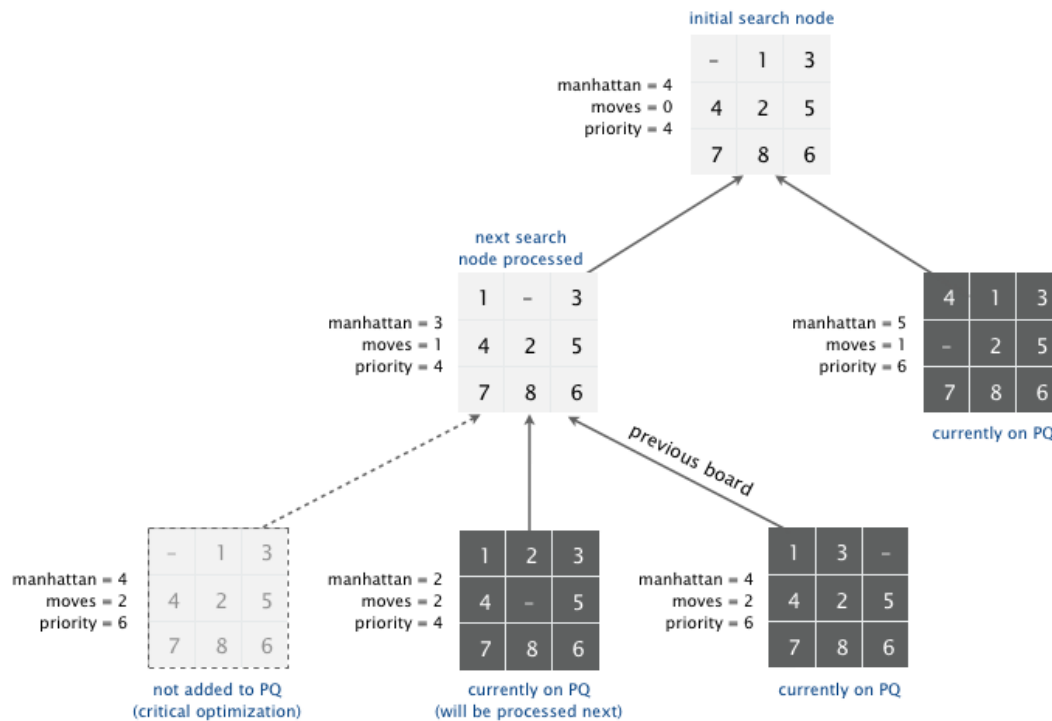 initial search node
– 1 3
manhattan = 4
moves = 0
priority = 4
4 2 5
7 8 6
next search
node processed
1 – 3
manhattan = 3
moves = 1
priority = 4
4 2 5
7 8 6
4 1 3
manhattan = 5
moves = 1
priority = 6
– 2 5
7 8 6
currently on PQ
previous board
– 1 3
manhattan = 4
moves = 2
priority = 6
4 2 5
7 8 6
not added to PQ
(critical optimization)
1 2 3
manhattan = 2
moves = 2
priority = 4
4 – 5
7 8 6
currently on PQ
(will be processed next)
1 3 –
manhattan = 4
moves = 2
priority = 6
4 2 5
7 8 6
currently on PQ